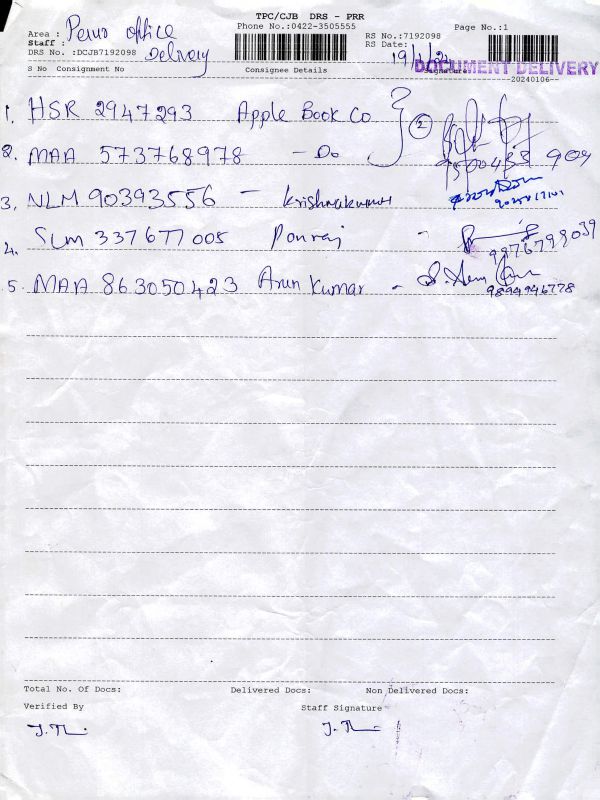 TPC/CJB DRS - PRR
Area : Perur Office Phone No.:0422-3505555 RS No.:7192098 Page No.:1
Staff : Delivery RS Date: 19/1/24
DRS No. :DCJB7192098
DOCUMENT DELIVERY
S No Consignment No Consignee Details Signature
--20240106--
1. HSR 2947293 Apple Book Co } 2
2. MAA 573768978 - Do 904
3. NLM 90393556 - Krishnakumar
4. SLM 337677005 Ponraj - 9976799039
5. MAA 863050423 Arun Kumar - 9894946778
Total No. Of Docs: Delivered Docs: Non Delivered Docs:
Verified By Staff Signature